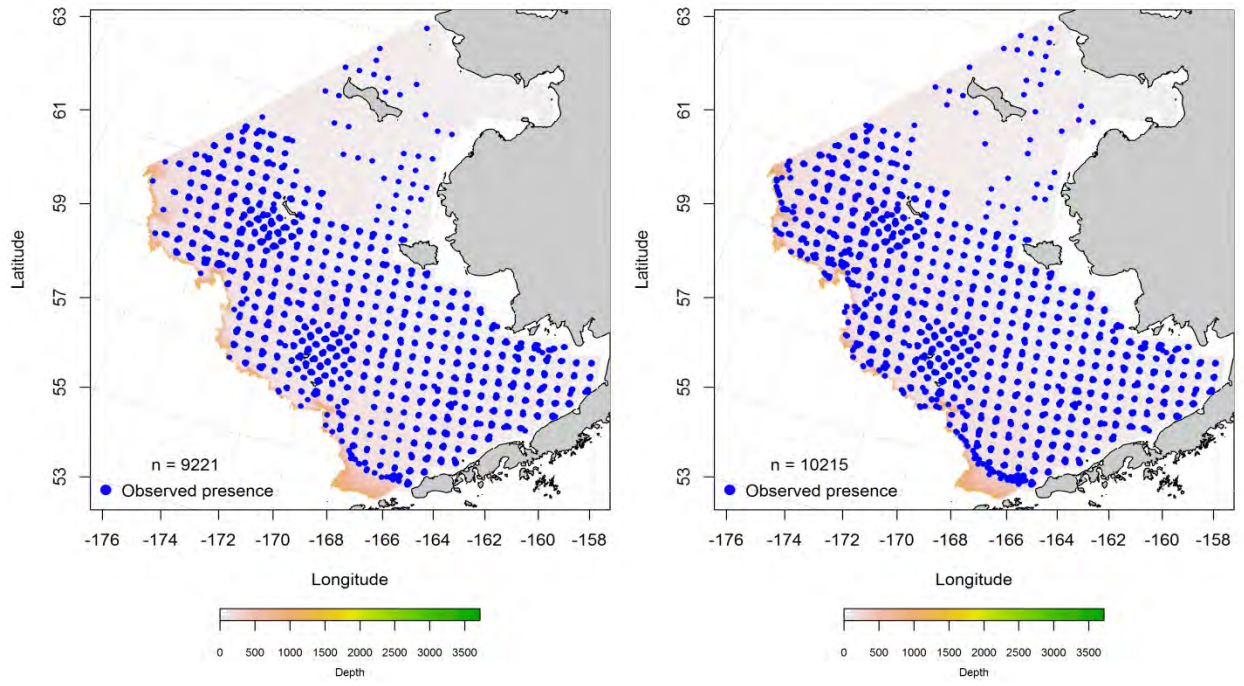 63
61
59
57
55
53
Latitude
n = 9221
Observed presence
-176 -174 -172 -170 -168 -166 -164 -162 -160 -158
Longitude
0 500 1000 1500 2000 2500 3000 3500
Depth
63
61
59
57
55
53
Latitude
n = 10215
Observed presence
-176 -174 -172 -170 -168 -166 -164 -162 -160 -158
Longitude
0 500 1000 1500 2000 2500 3000 3500
Depth